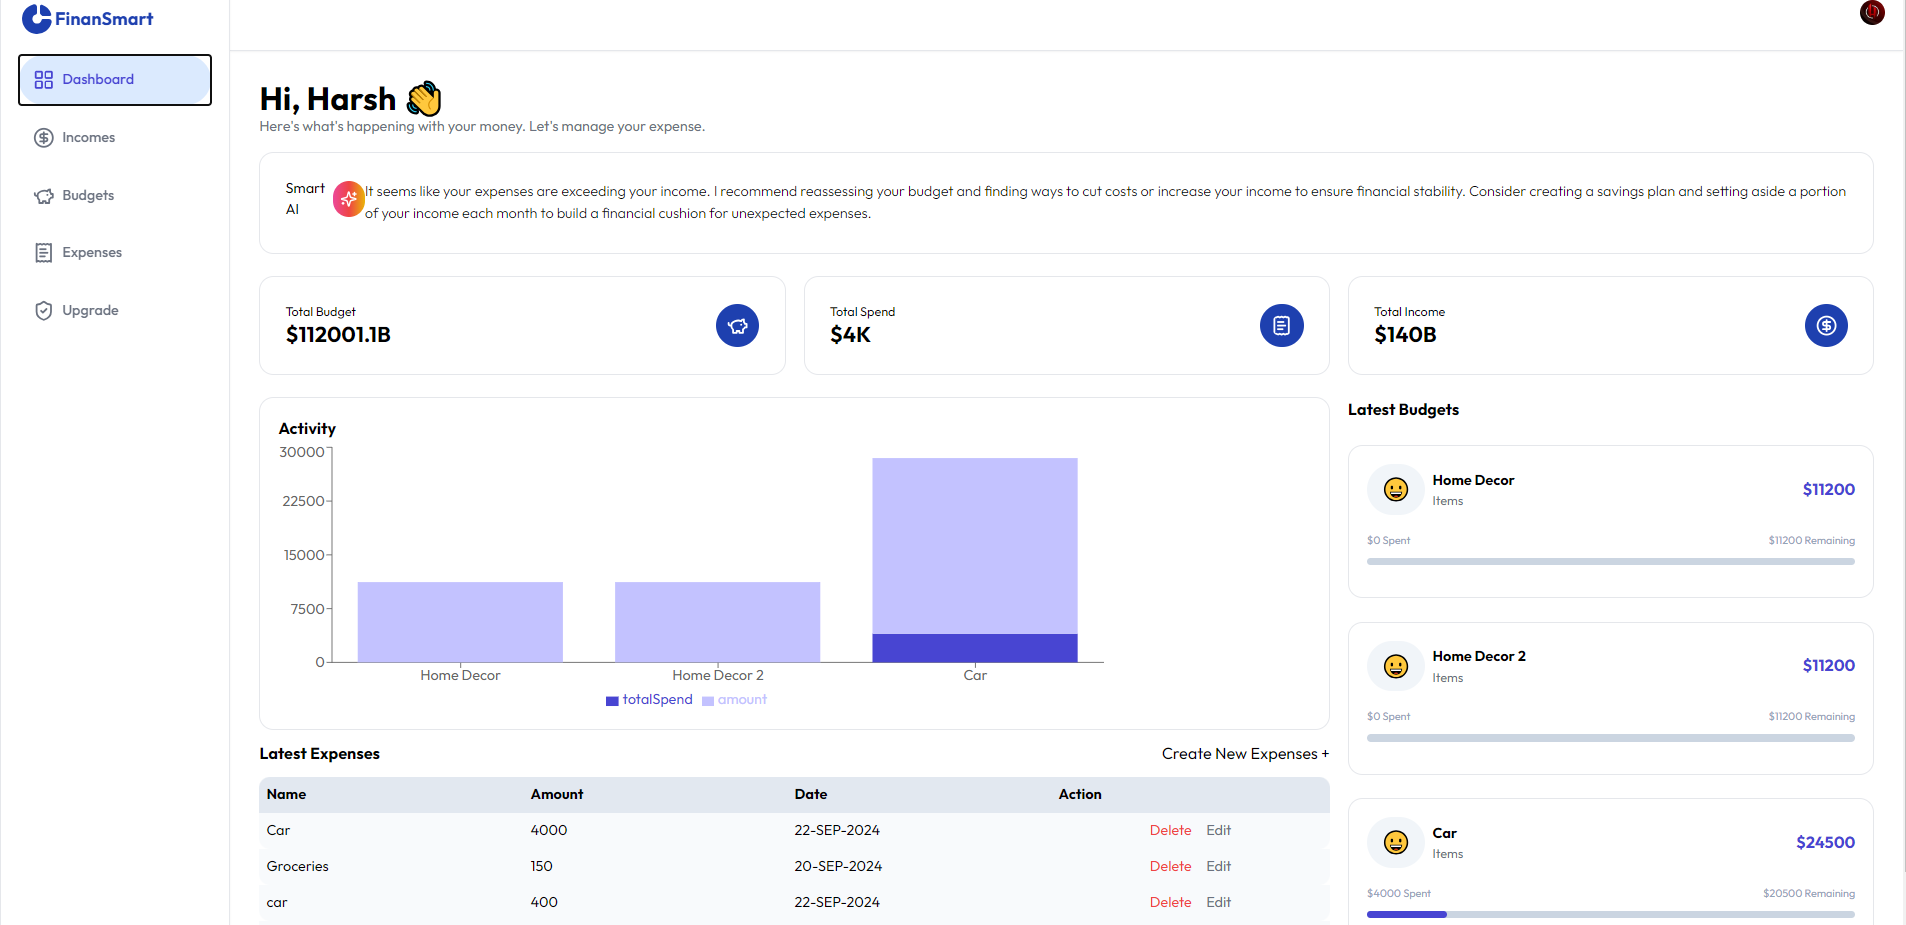 FinanSmart
Dashboard
Incomes
Budgets
Expenses
Upgrade
Hi, Harsh 👋
Here's what's happening with your money. Let's manage your expense.
Smart
AI
It seems like your expenses are exceeding your income. I recommend reassessing your budget and finding ways to cut costs or increase your income to ensure financial stability. Consider creating a savings plan and setting aside a portion
of your income each month to build a financial cushion for unexpected expenses.
Total Budget
$112001.1B
Total Spend
$4K
Total Income
$140B
Activity
30000
22500
15000
7500
0
Home Decor
Home Decor 2
Car
totalSpend amount
Latest Expenses
Create New Expenses +
Name Amount Date Action
Car 4000 22-SEP-2024 Delete Edit
Groceries 150 20-SEP-2024 Delete Edit
car 400 22-SEP-2024 Delete Edit
Latest Budgets
Home Decor
Items
$11200
$0 Spent
$11200 Remaining
Home Decor 2
Items
$11200
$0 Spent
$11200 Remaining
Car
Items
$24500
$4000 Spent
$20500 Remaining